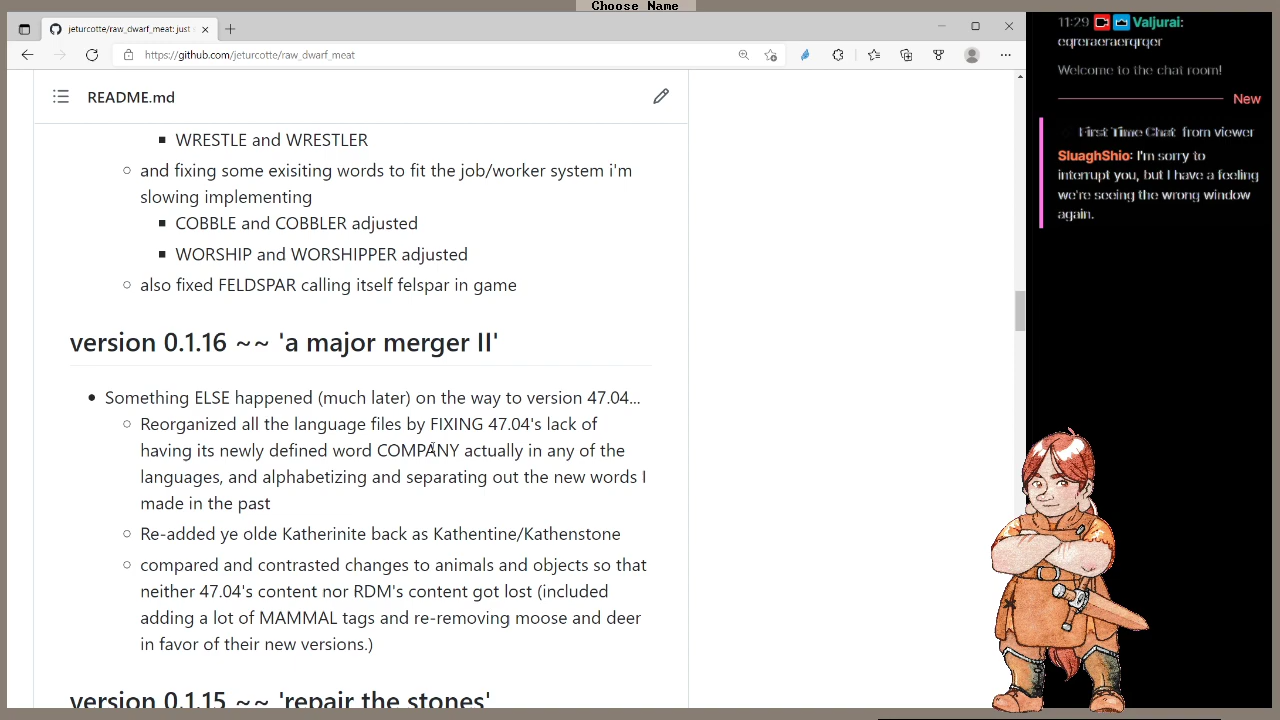 Choose Name
jeturcotte/raw_dwarf_meat: just
https://github.com/jeturcotte/raw_dwarf_meat
README.md
WRESTLE and WRESTLER
and fixing some exisiting words to fit the job/worker system i'm
slowing implementing
COBBLE and COBBLER adjusted
WORSHIP and WORSHIPPER adjusted
also fixed FELDSPAR calling itself felspar in game
version 0.1.16 ~~ 'a major merger II'
Something ELSE happened (much later) on the way to version 47.04...
Reorganized all the language files by FIXING 47.04's lack of
having its newly defined word COMPANY actually in any of the
languages, and alphabetizing and separating out the new words I
made in the past
Re-added ye olde Katherinite back as Kathentine/Kathenstone
compared and contrasted changes to animals and objects so that
neither 47.04's content nor RDM's content got lost (included
adding a lot of MAMMAL tags and re-removing moose and deer
in favor of their new versions.)
version 0.1.15 ~~ 'repair the stones'
11:29 Valjurai:
eqreraeraerqrqer
Welcome to the chat room!
New
First Time Chat from viewer
SluaghShio: I'm sorry to
interrupt you, but I have a feeling
we're seeing the wrong window
again.